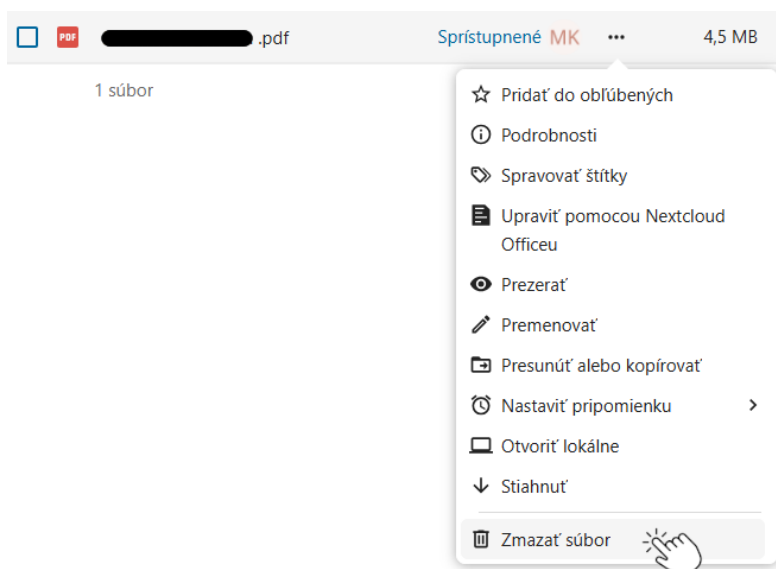 PDF .pdf Sprístupnené MK ••• 4,5 MB
1 súbor
Pridať do obľúbených
Podrobnosti
Spravovať štítky
Upraviť pomocou Nextcloud
Officeu
Prezerať
Premenovať
Presunúť alebo kopírovať
Nastaviť pripomienku
Otvoriť lokálne
Stiahnuť
Zmazať súbor